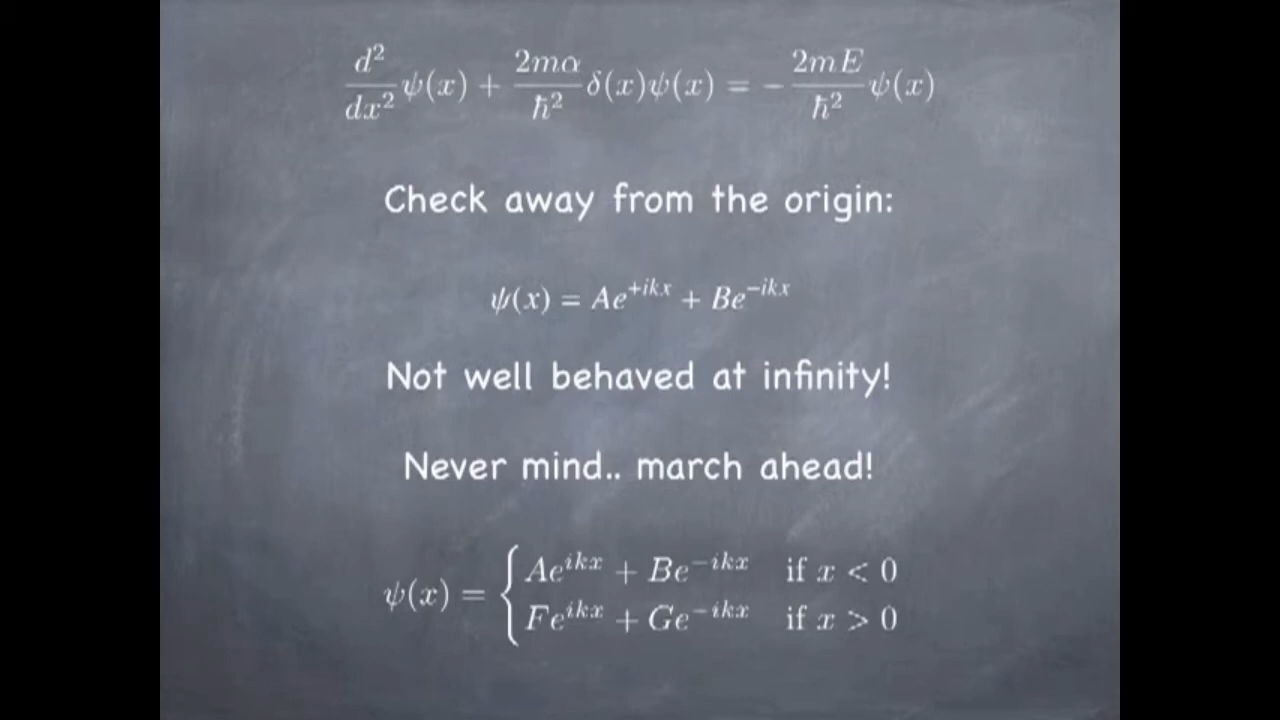 d²/dx² ψ(x) + 2mα/ħ² δ(x)ψ(x) = − 2mE/ħ² ψ(x)
Check away from the origin:
ψ(x) = Ae^{+ikx} + Be^{−ikx}
Not well behaved at infinity!
Never mind.. march ahead!
ψ(x) = { Ae^{ikx} + Be^{−ikx} if x < 0
Fe^{ikx} + Ge^{−ikx} if x > 0